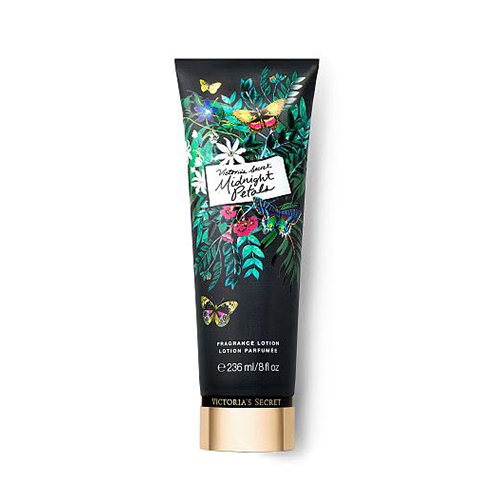 Victoria's Secret
Midnight
Petals
FRAGRANCE LOTION
LOTION PARFUMÉE
e 236 ml/8 fl oz
VICTORIA'S SECRET